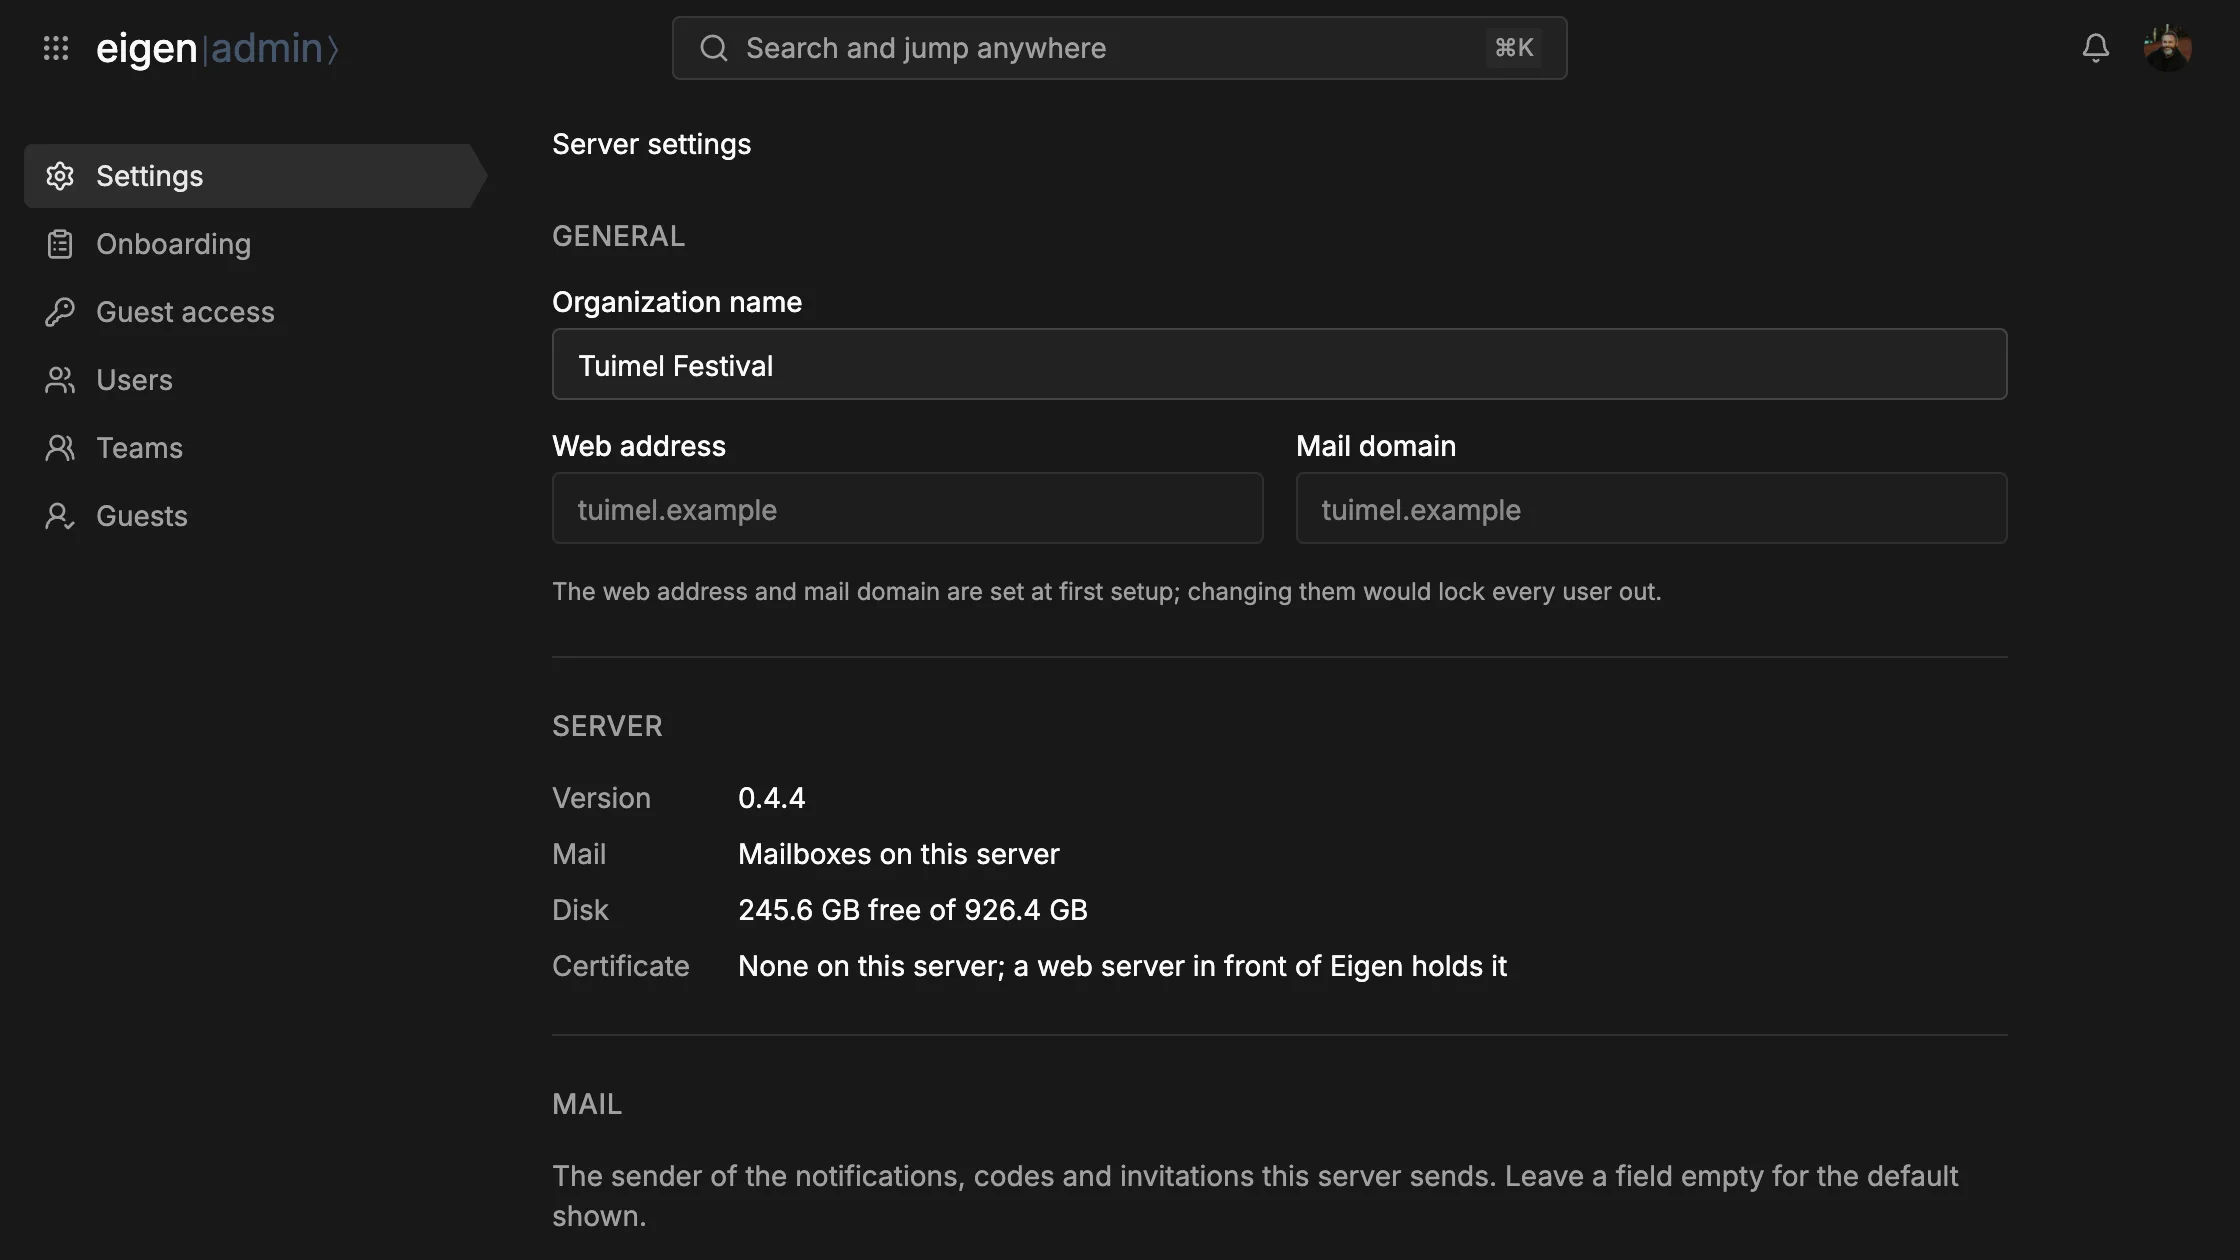 eigen|admin⟩
Search and jump anywhere
⌘K
Settings
Onboarding
Guest access
Users
Teams
Guests
Server settings
GENERAL
Organization name
Tuimel Festival
Web address
Mail domain
tuimel.example
tuimel.example
The web address and mail domain are set at first setup; changing them would lock every user out.
SERVER
Version 0.4.4
Mail Mailboxes on this server
Disk 245.6 GB free of 926.4 GB
Certificate None on this server; a web server in front of Eigen holds it
MAIL
The sender of the notifications, codes and invitations this server sends. Leave a field empty for the default
shown.